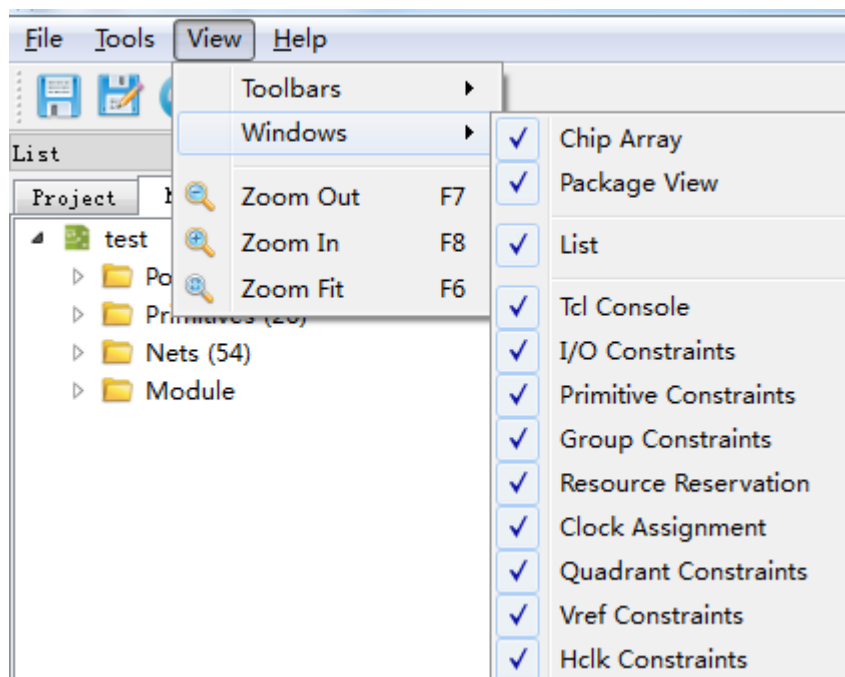 File Tools View Help
Toolbars
Windows
List
Project
Zoom Out F7
Zoom In F8
Zoom Fit F6
test
Po
Nets (54)
Module
Chip Array
Package View
List
Tcl Console
I/O Constraints
Primitive Constraints
Group Constraints
Resource Reservation
Clock Assignment
Quadrant Constraints
Vref Constraints
Hclk Constraints